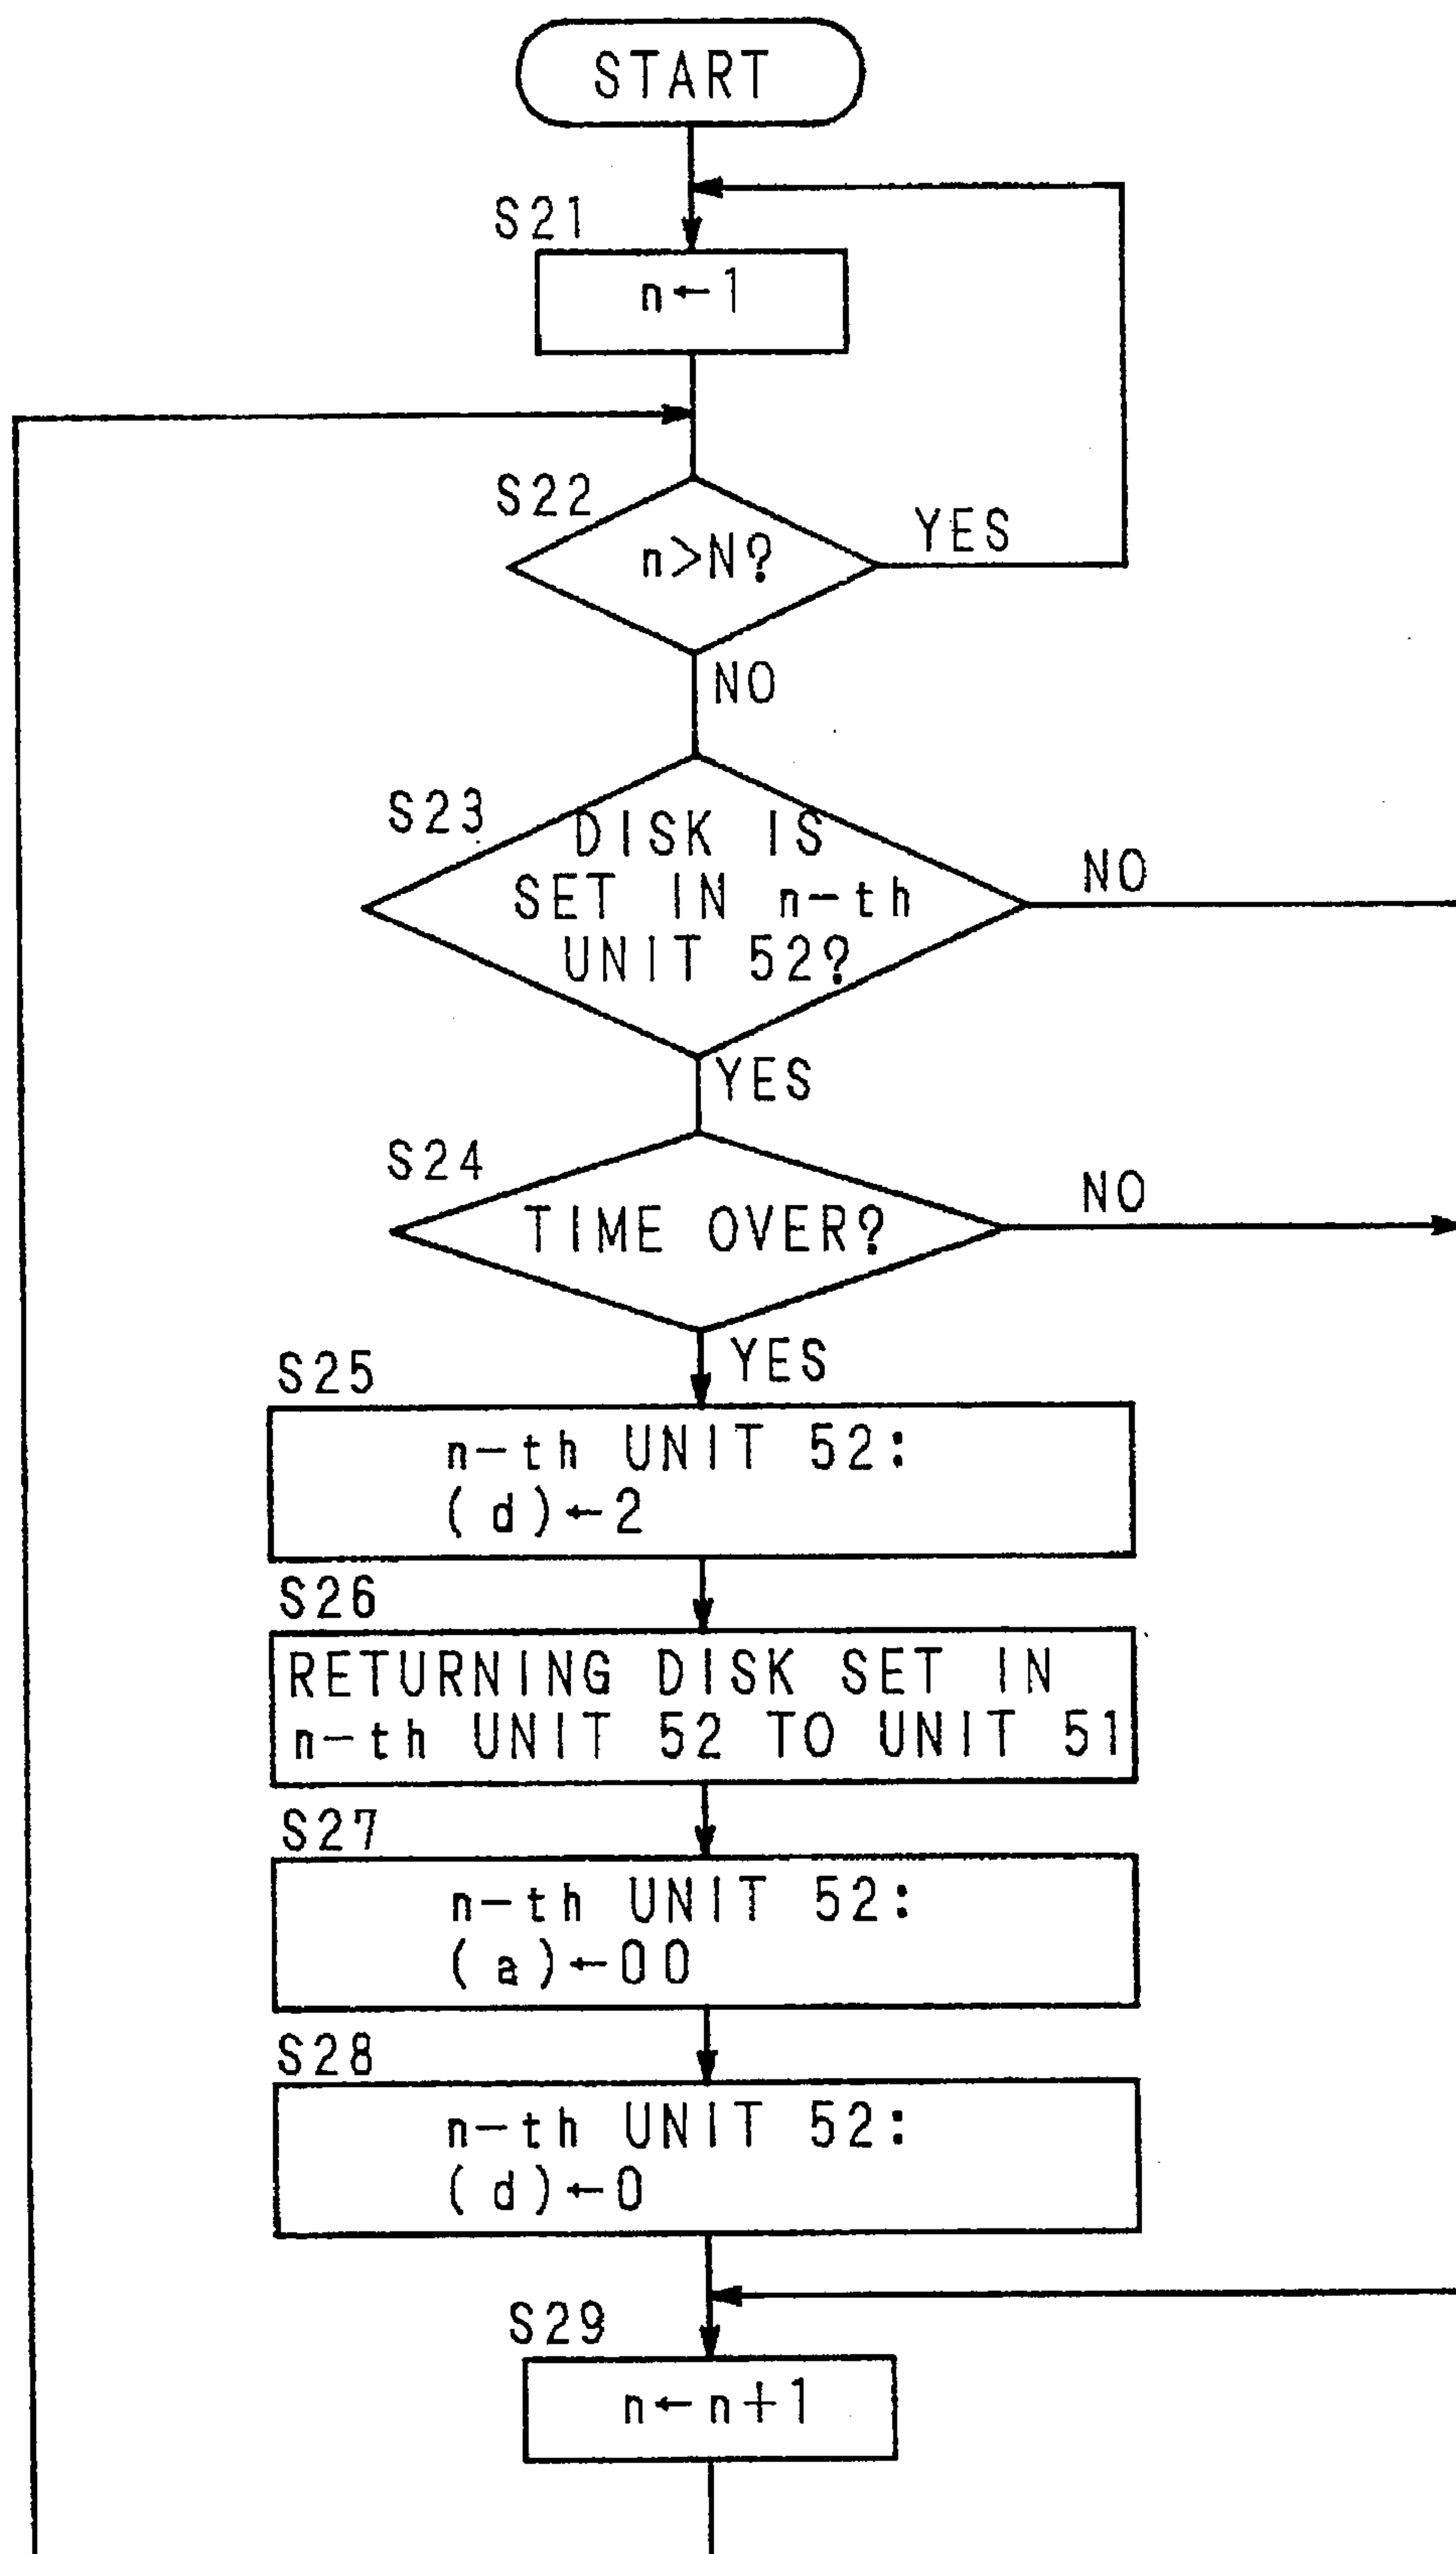 START
S21
n←1
S22
n>N?
YES
NO
S23
DISK IS
SET IN n-th
UNIT 52?
NO
YES
S24
TIME OVER?
NO
YES
S25
n-th UNIT 52:
(d)←2
S26
RETURNING DISK SET IN
n-th UNIT 52 TO UNIT 51
S27
n-th UNIT 52:
(a)←00
S28
n-th UNIT 52:
(d)←0
S29
n←n+1